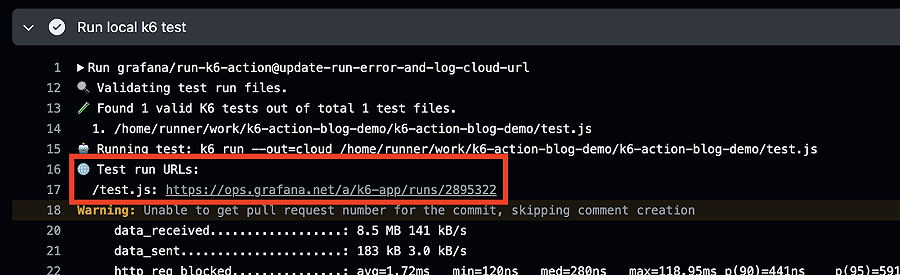 Run local k6 test
1 Run grafana/run-k6-action@update-run-error-and-log-cloud-url
12 Validating test run files.
13 Found 1 valid K6 tests out of total 1 test files.
14 1. /home/runner/work/k6-action-blog-demo/k6-action-blog-demo/test.js
15 Running test: k6 run --out=cloud /home/runner/work/k6-action-blog-demo/k6-action-blog-demo/test.js
16 Test run URLs:
17 /test.js: https://ops.grafana.net/a/k6-app/runs/2895322
18 Warning: Unable to get pull request number for the commit, skipping comment creation
20 data_received..................: 8.5 MB 141 kB/s
21 data_sent......................: 183 kB 3.0 kB/s
22 http_req_blocked...............: avg=1.72ms min=120ns med=280ns max=118.95ms p(90)=441ns p(95)=591